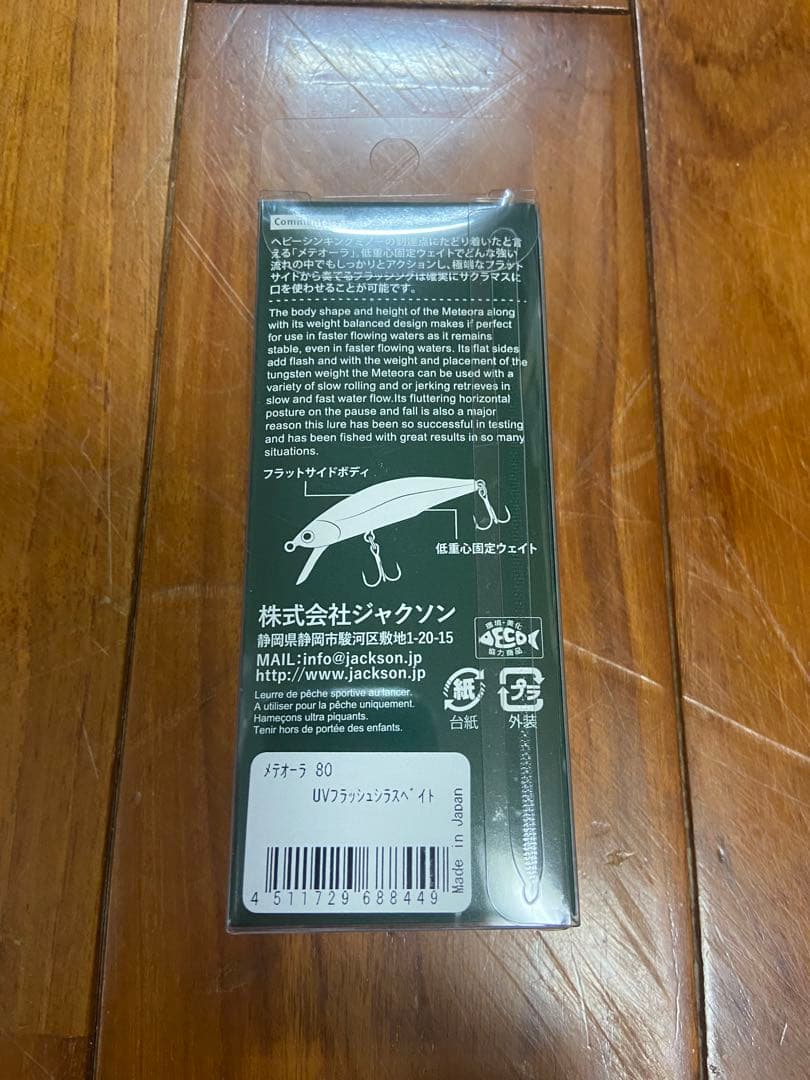 ヘビーシンキングミノーの到達点にたどり着いたと言
える「メテオーラ」。低重心固定ウェイトでどんな強い
流れの中でもしっかりとアクションし、極端なフラット
サイドから奏でるフラッシングは確実にサクラマスに
口を使わせることが可能です。
The body shape and height of the Meteora along
with its weight balanced design makes if perfect
for use in faster flowing waters as it remains
stable, even in faster flowing waters. Its flat sides
add flash and with the weight and placement of the
tungsten weight the Meteora can be used with a
variety of slow rolling and or jerking retrieves in
slow and fast water flow.Its fluttering horizontal
posture on the pause and fall is also a major
reason this lure has been so successful in testing
and has been fished with great results in so many
situations.
フラットサイドボディ
低重心固定ウェイト
株式会社ジャクソン
静岡県静岡市駿河区敷地1-20-15
MAIL:info@jackson.jp
http://www.jackson.jp
環境・美化
ECO
協力商品
紙
台紙
プラ
外装
Leurre de pêche sportive au lancer.
A utiliser pour la pêche uniquement.
Hameçons ultra piquants.
Tenir hors de portée des enfants.
メテオーラ 80
UVフラッシュシラスベイト
Made in Japan
4 511729 688449